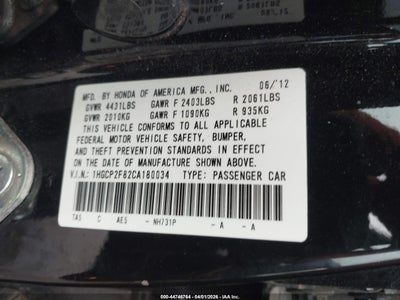 MFD. BY HONDA OF AMERICA MFG., INC. 06/12
GVWR 4431LBS GAWR F 2403LBS R 2061LBS
GVWR 2010KG GAWR F 1090KG R 935KG
THIS VEHICLE CONFORMS TO ALL APPLICABLE
FEDERAL MOTOR VEHICLE SAFETY, BUMPER,
AND THEFT PREVENTION STANDARDS IN EFFECT
ON THE DATE OF MANUFACTURE SHOWN ABOVE.
V.I.N.: 1HGCP2F82CA180034 TYPE: PASSENGER CAR
TA5 C AE5 - NH731P - A - A
000-44746764 - 04/01/2026 - IAA Inc.